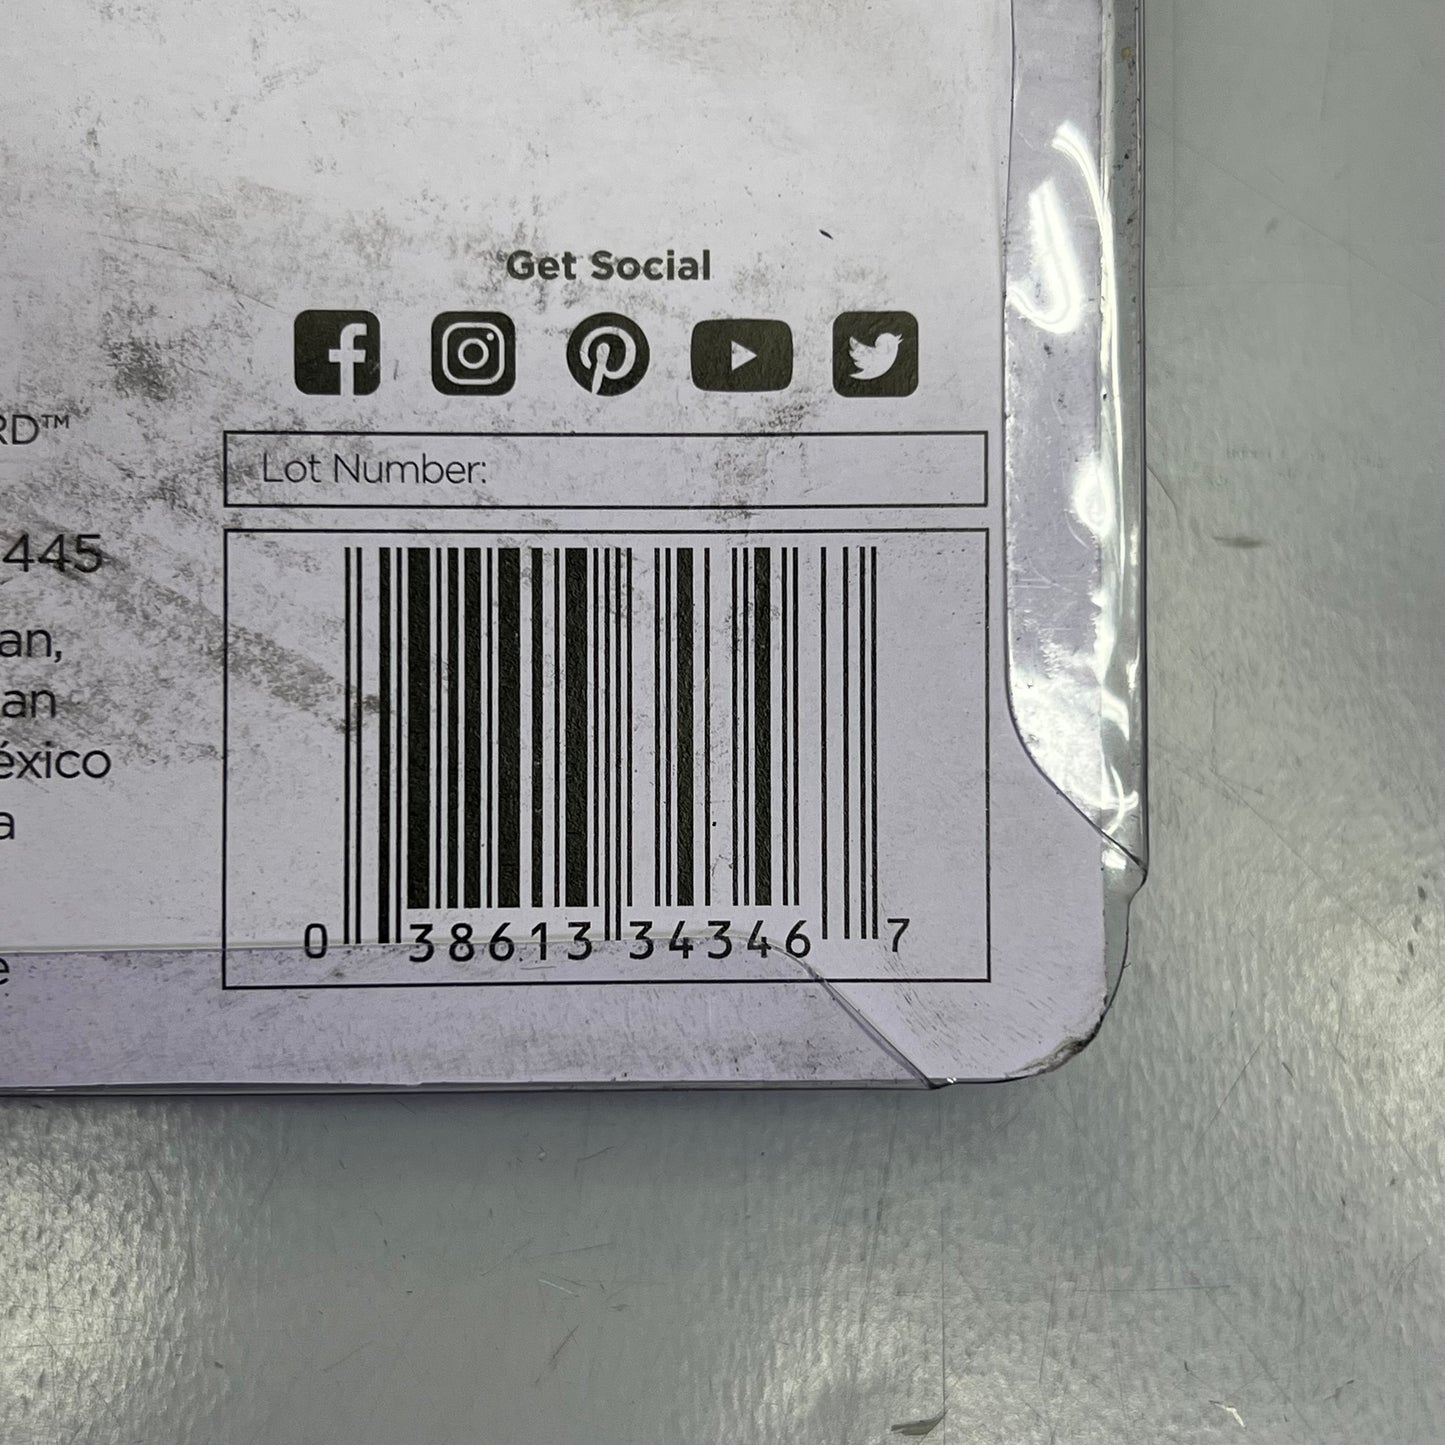 Get Social
RD™
Lot Number:
445
an,
an
éxico
a
0 38613 34346 7
e